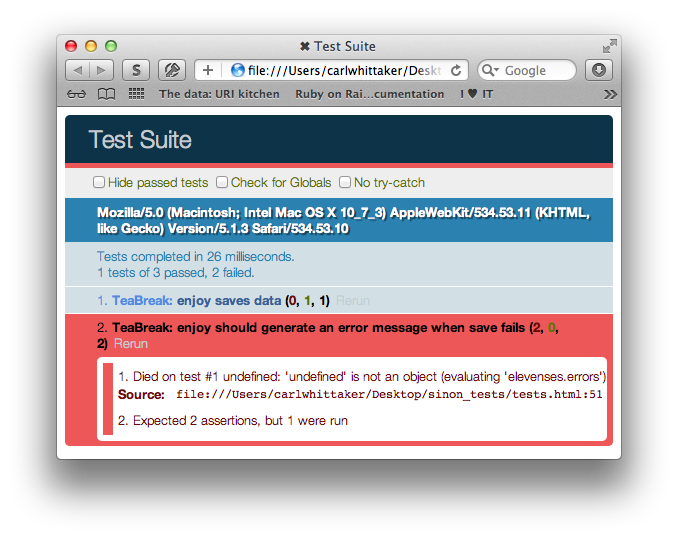 ✖ Test Suite
S + file:///Users/carlwhittaker/Deskt Google
The data: URI kitchen Ruby on Rai...cumentation I ♥ IT >>
Test Suite
Hide passed tests Check for Globals No try-catch
Mozilla/5.0 (Macintosh; Intel Mac OS X 10_7_3) AppleWebKit/534.53.11 (KHTML,
like Gecko) Version/5.1.3 Safari/534.53.10
Tests completed in 26 milliseconds.
1 tests of 3 passed, 2 failed.
1. TeaBreak: enjoy saves data (0, 1, 1) Rerun
2. TeaBreak: enjoy should generate an error message when save fails (2, 0,
2) Rerun
1. Died on test #1 undefined: 'undefined' is not an object (evaluating 'elevenses.errors')
Source: file:///Users/carlwhittaker/Desktop/sinon_tests/tests.html:51
2. Expected 2 assertions, but 1 were run